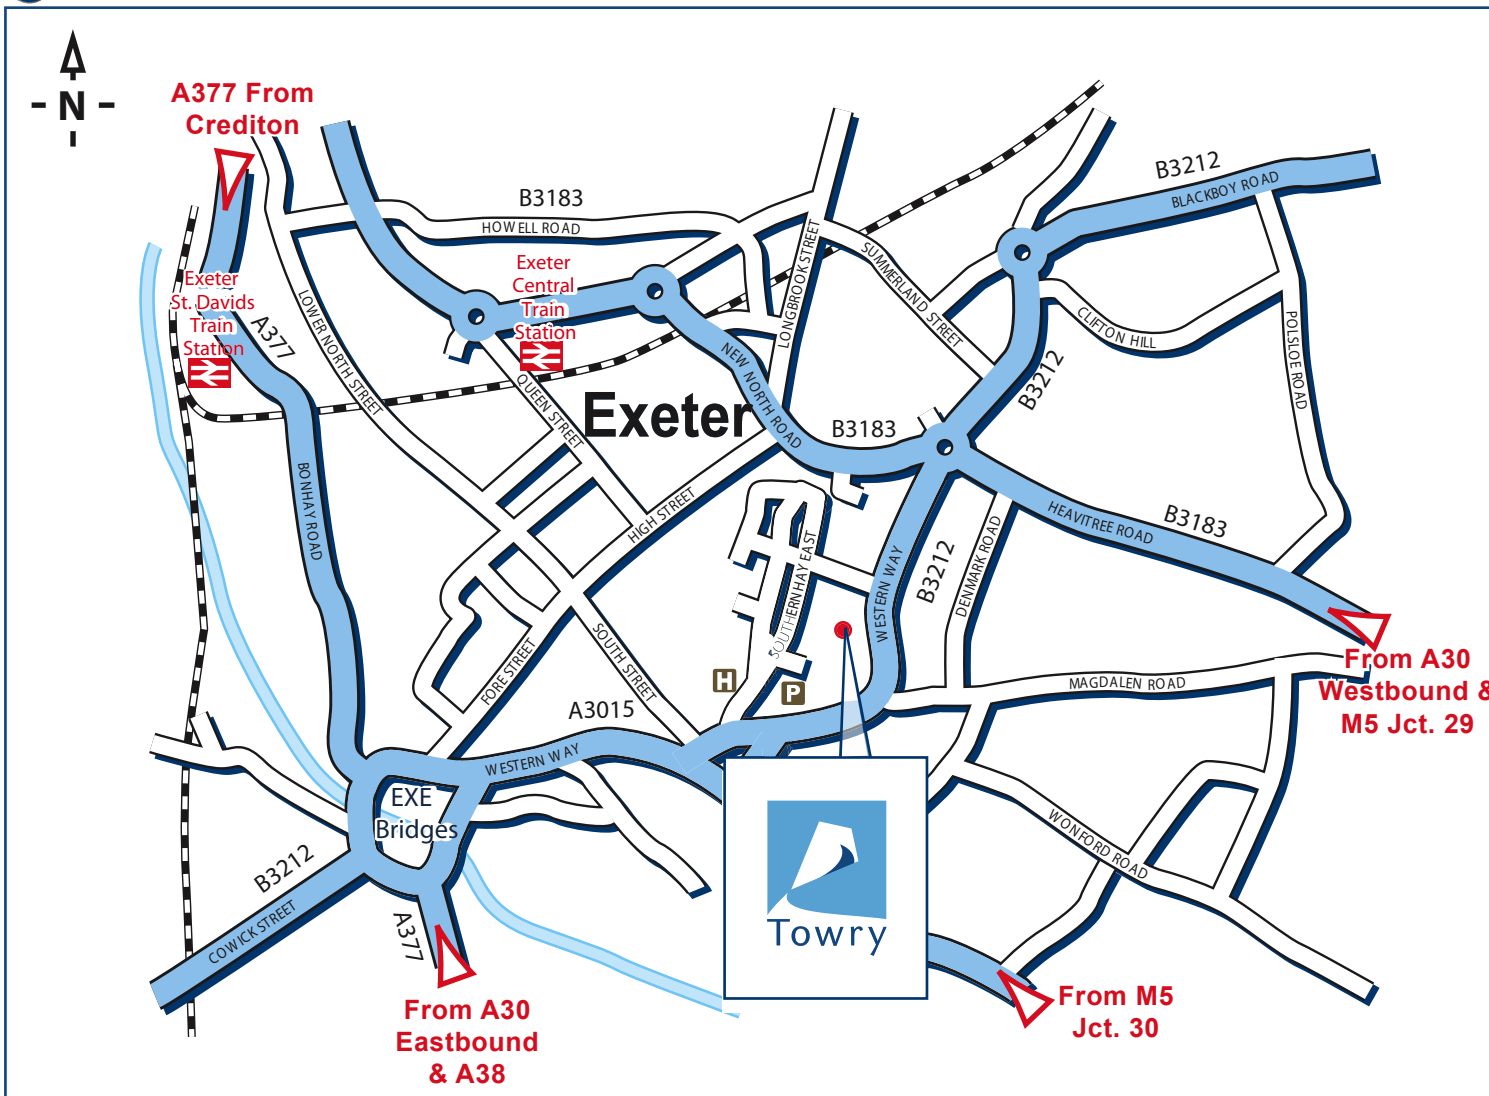 N
A377 From
Crediton
B3183
HOWELL ROAD
B3212
BLACKBOY ROAD
Exeter
St. Davids
Train
Station
A377
LOWER NORTH STREET
Exeter
Central
Train
Station
LONGBROOK STREET
SUMMERLAND STREET
CLIFTON HILL
POLSLOE ROAD
B3212
NEW NORTH ROAD
QUEEN STREET
Exeter
B3183
BONHAY ROAD
HIGH STREET
HEAVITREE ROAD
B3183
SOUTHERNHAY EAST
WESTERN WAY
B3212
DENMARK ROAD
FORE STREET
SOUTH STREET
H
P
From A30
Westbound &
M5 Jct. 29
MAGDALEN ROAD
A3015
WESTERN WAY
EXE
Bridges
B3212
COWICK STREET
A377
WONFORD ROAD
Towry
From A30
Eastbound
& A38
From M5
Jct. 30